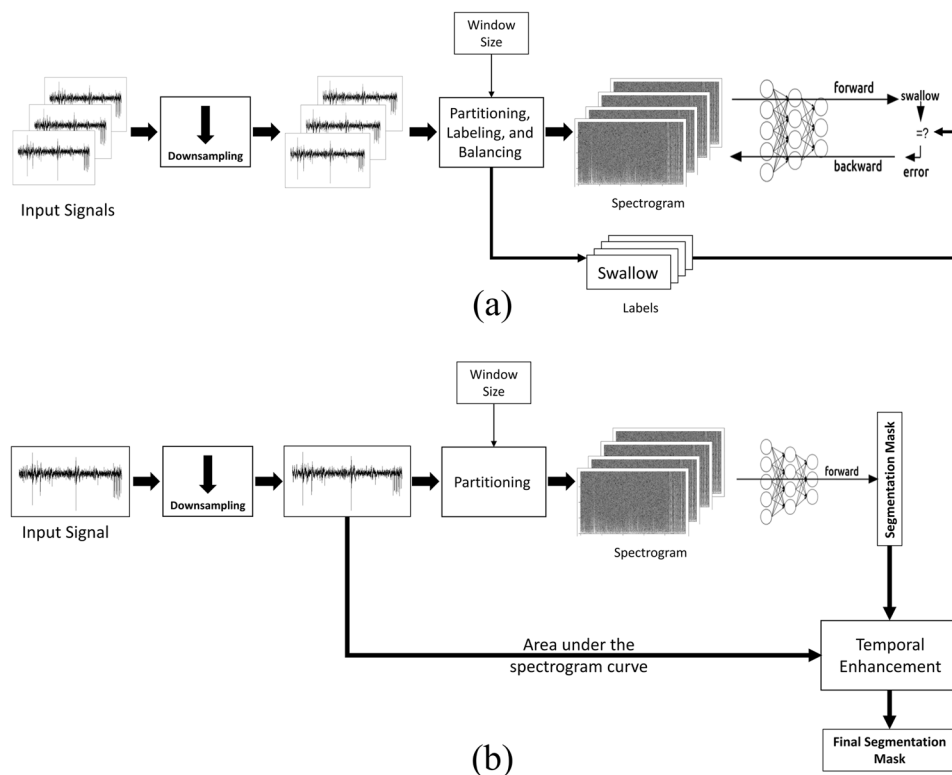 Window
Size
Input Signals
Downsampling
Partitioning,
Labeling, and
Balancing
Spectrogram
forward
swallow
=?
backward
error
Swallow
Labels
(a)
Window
Size
Input Signal
Downsampling
Partitioning
Spectrogram
forward
Segmentation Mask
Area under the
spectrogram curve
Temporal
Enhancement
Final Segmentation
Mask
(b)